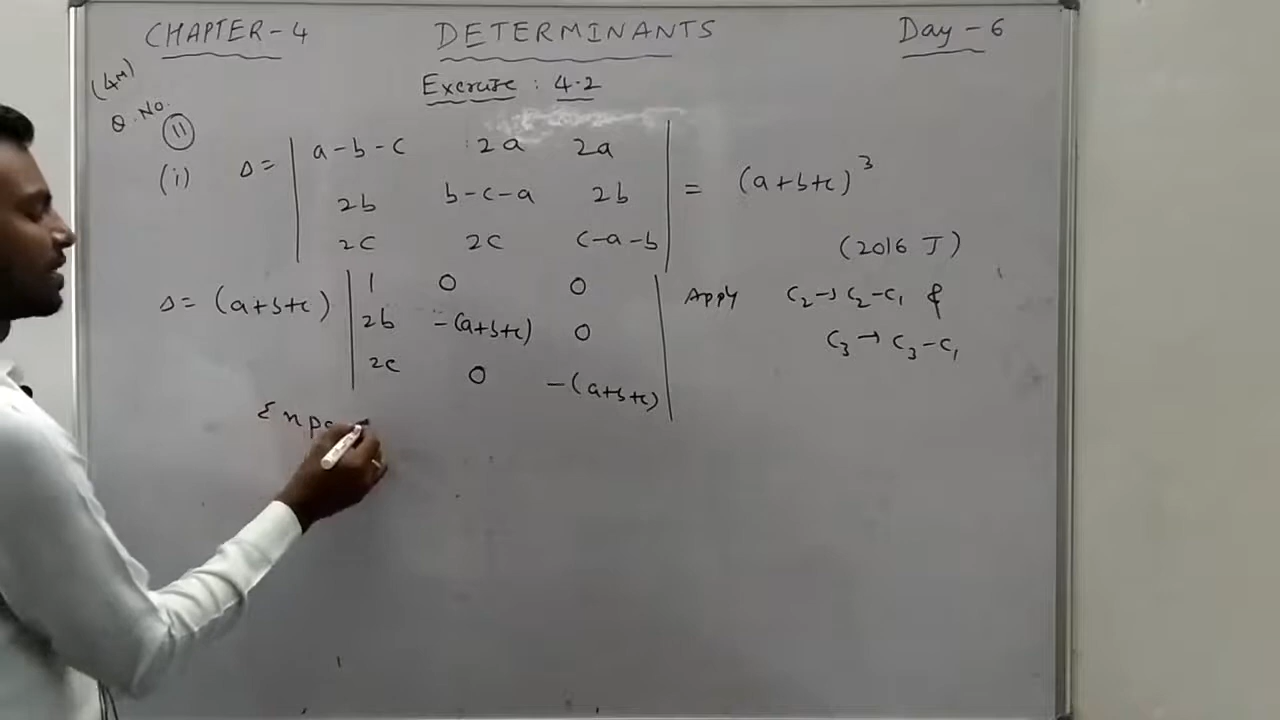 CHAPTER-4 DETERMINANTS Day-6
Exercise : 4.2
(4M)
Q.No. 11
(i) Δ = | a-b-c 2a 2a |
| 2b b-c-a 2b | = (a+b+c)³
| 2c 2c c-a-b |
(2016 J)
Δ = (a+b+c) | 1 0 0 | Apply C₂→C₂-C₁ &
| 2b -(a+b+c) 0 | C₃→C₃-C₁
| 2c 0 -(a+b+c) |